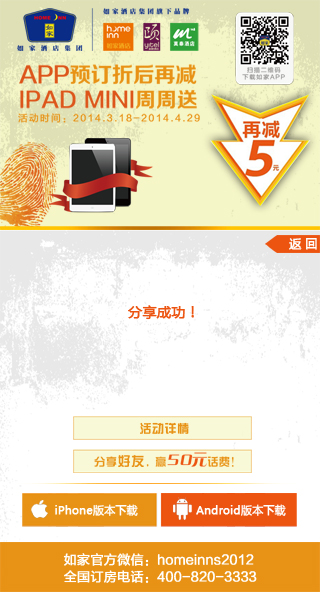 HOME INN
如家
如家酒店集团
如家酒店集团旗下品牌
home inn
如家酒店
yitel
莫泰酒店
扫描二维码
下载如家APP
APP预订折后再减
IPAD MINI周周送
活动时间：2014.3.18~2014.4.29
再减
5元
返回
分享成功！
活动详情
分享好友，赢50元话费！
iPhone版本下载
Android版本下载
如家官方微信：homeinns2012
全国订房电话：400-820-3333